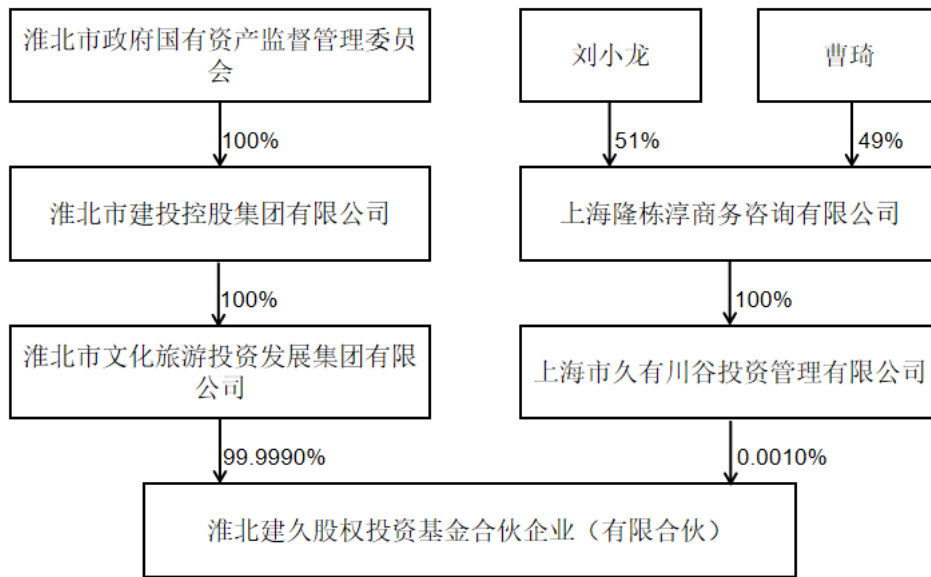 淮北市政府国有资产监督管理委员
会
刘小龙
曹琦
100%
51%
49%
淮北市建投控股集团有限公司
上海隆栋淳商务咨询有限公司
100%
100%
淮北市文化旅游投资发展集团有限
公司
上海市久有川谷投资管理有限公司
99.9990%
0.0010%
淮北建久股权投资基金合伙企业（有限合伙）